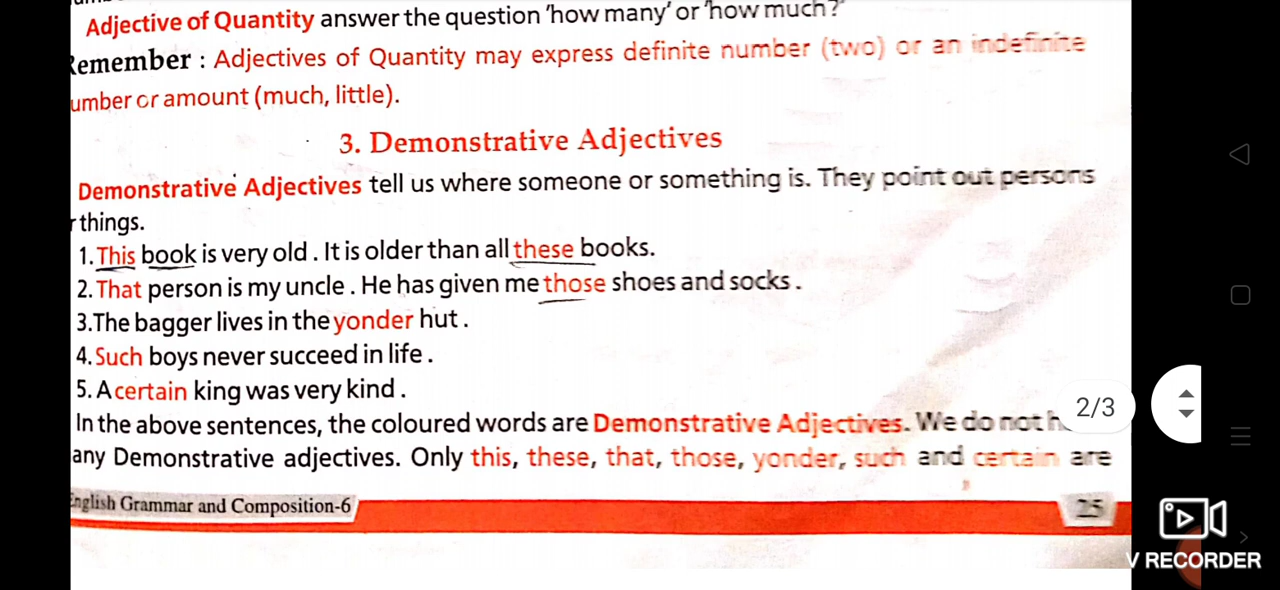 Adjective of Quantity answer the question 'how many' or 'how much?'
Remember : Adjectives of Quantity may express definite number (two) or an indefinite
umber or amount (much, little).
3. Demonstrative Adjectives
Demonstrative Adjectives tell us where someone or something is. They point out persons
r things.
1. This book is very old . It is older than all these books.
2. That person is my uncle . He has given me those shoes and socks .
3.The bagger lives in the yonder hut .
4. Such boys never succeed in life .
5. A certain king was very kind .
In the above sentences, the coloured words are Demonstrative Adjectives. We do not h
any Demonstrative adjectives. Only this, these, that, those, yonder, such and certain are
English Grammar and Composition-6
25
2/3
V RECORDER